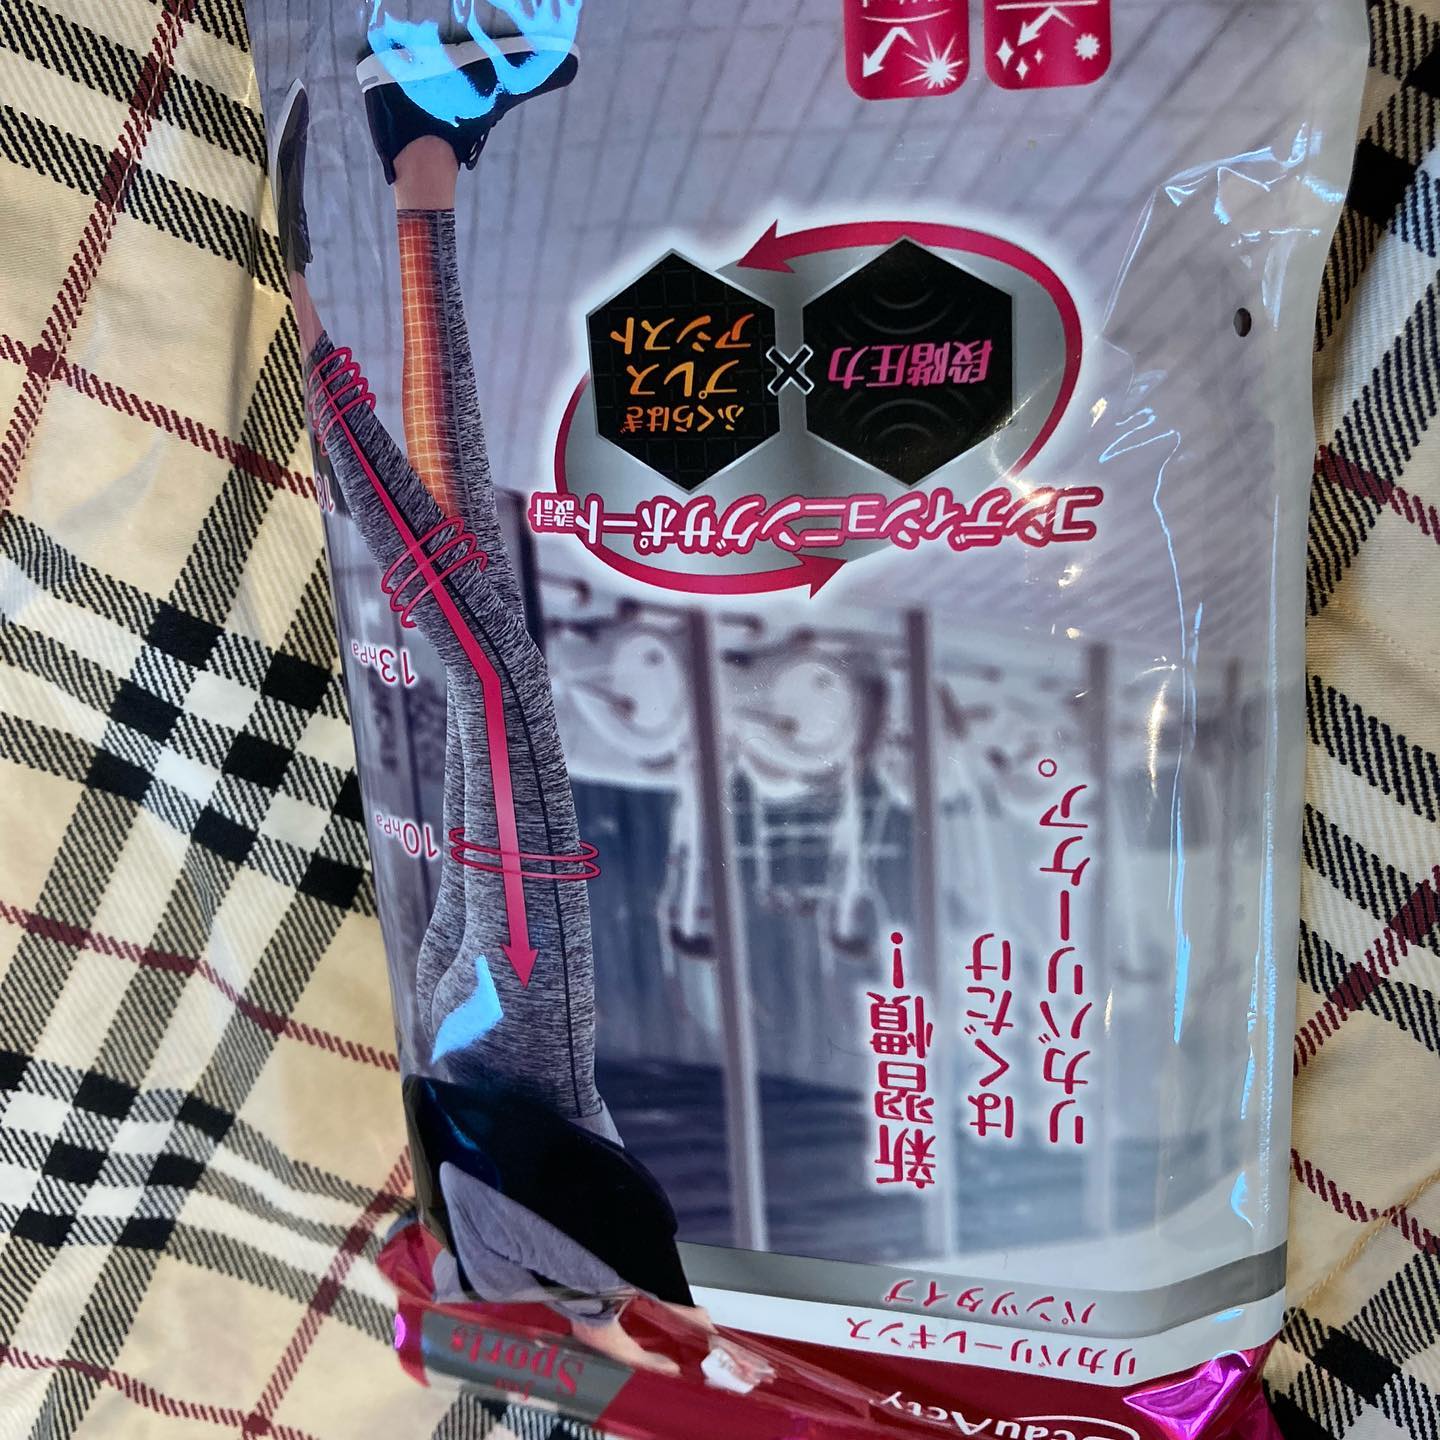 BeauActy
for
Sports
リカバリーレギンス
パンツタイプ
新習慣！
はくだけ
リカバリーケア。
10hPa
13hPa
コンディショニングサポート設計
段階圧力
×
ふくらはぎ
プレス
アシスト